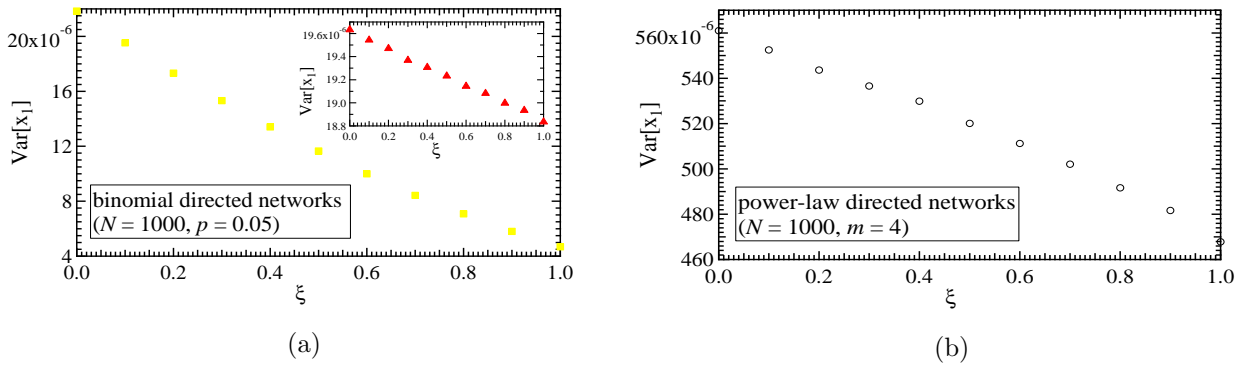 20x10-6
16
12
8
4
Var[x1]
0.0 0.2 0.4 0.6 0.8 1.0
ξ
binomial directed networks
(N = 1000, p = 0.05)
19.6x10-6
19.4
19.2
19.0
18.8
Var[x1]
0.0 0.2 0.4 0.6 0.8 1.0
ξ
(a)
560x10-6
540
520
500
480
460
Var[x1]
0.0 0.2 0.4 0.6 0.8 1.0
ξ
power-law directed networks
(N = 1000, m = 4)
(b)